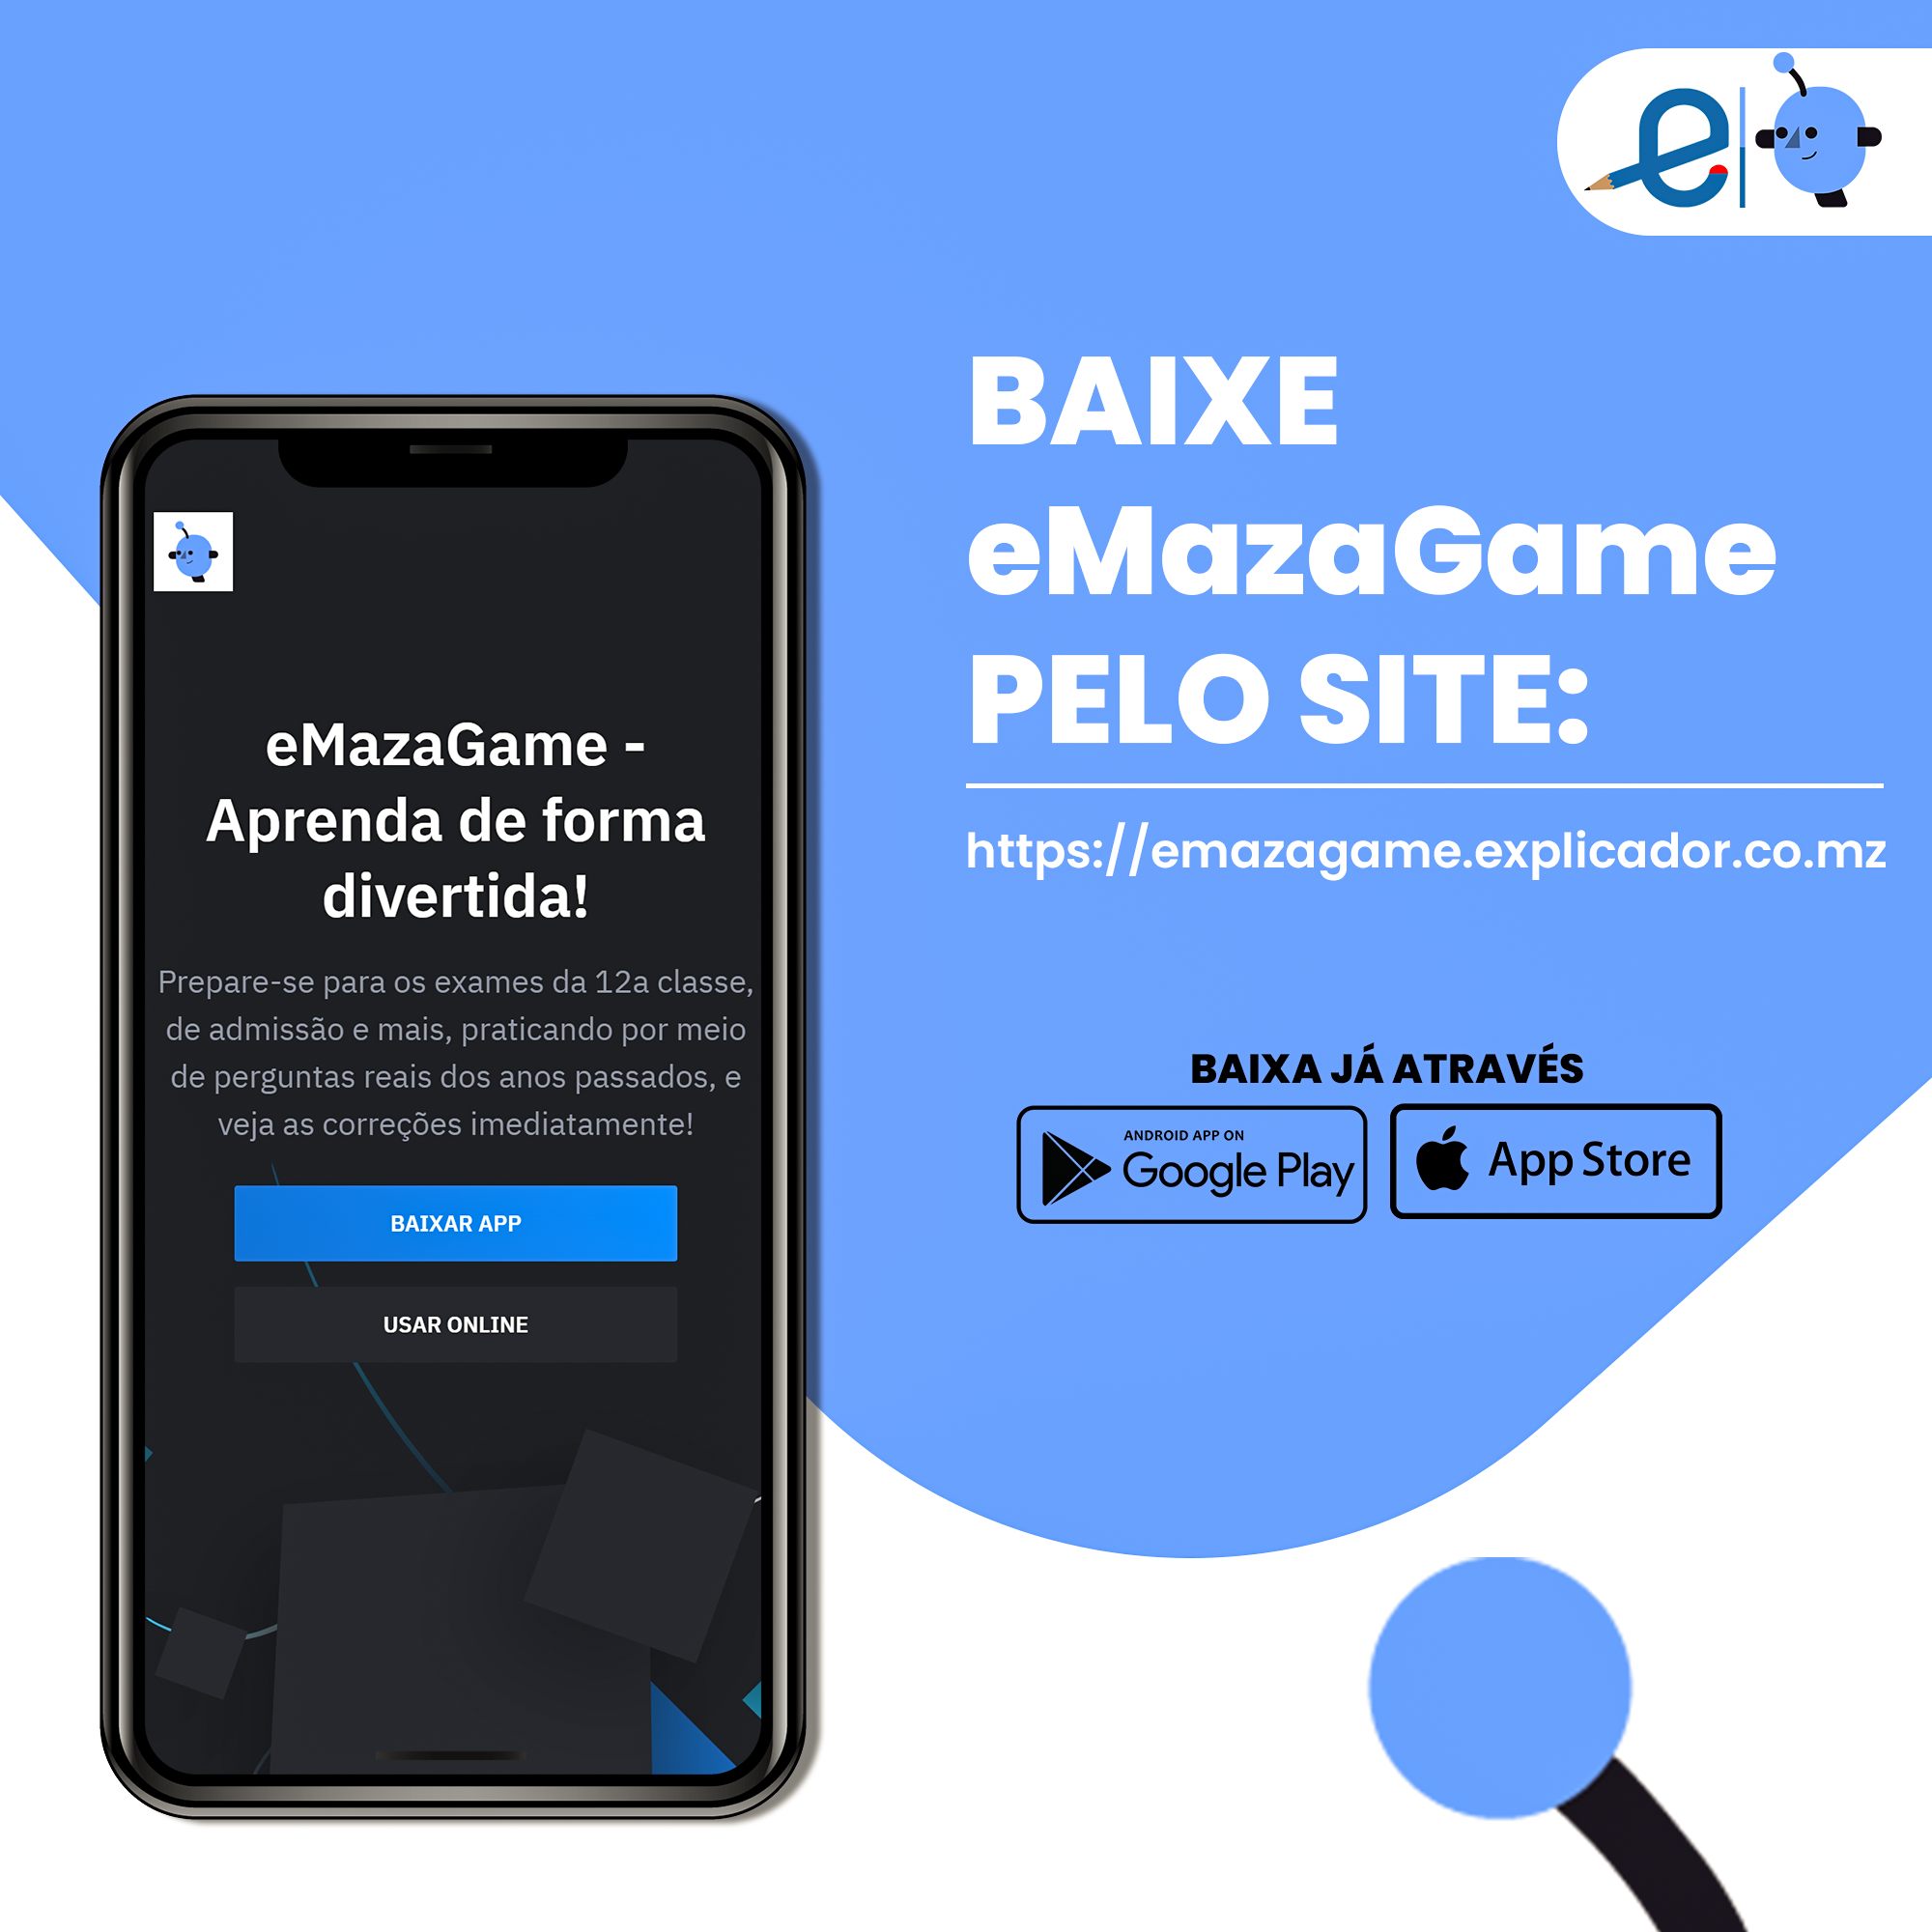 e
BAIXE
eMazaGame
PELO SITE:
https://emazagame.explicador.co.mz
BAIXA JÁ ATRAVÉS
ANDROID APP ON
Google Play
App Store
eMazaGame -
Aprenda de forma
divertida!
Prepare-se para os exames da 12a classe,
de admissão e mais, praticando por meio
de perguntas reais dos anos passados, e
veja as correções imediatamente!
BAIXAR APP
USAR ONLINE